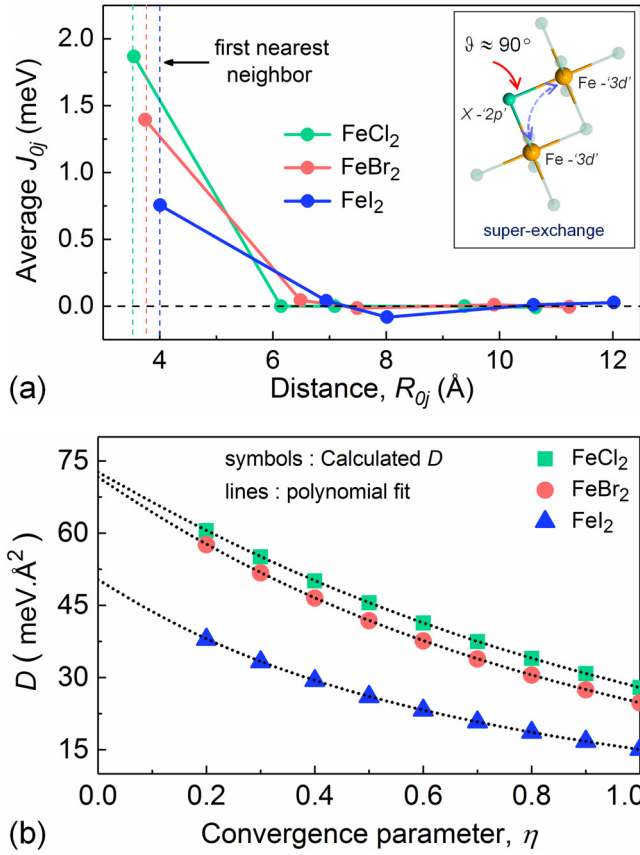 2.0
1.5
1.0
0.5
0.0
Average J0j (meV)
first nearest
neighbor
FeCl2
FeBr2
FeI2
ϑ ≈ 90°
Fe -'3d'
X -'2p'
Fe -'3d'
super-exchange
4 6 8 10 12
(a)
Distance, R0j (Å)
75
60
45
30
15
D ( meV.Å²)
symbols : Calculated D
lines : polynomial fit
FeCl2
FeBr2
FeI2
0.0 0.2 0.4 0.6 0.8 1.0
(b)
Convergence parameter, η